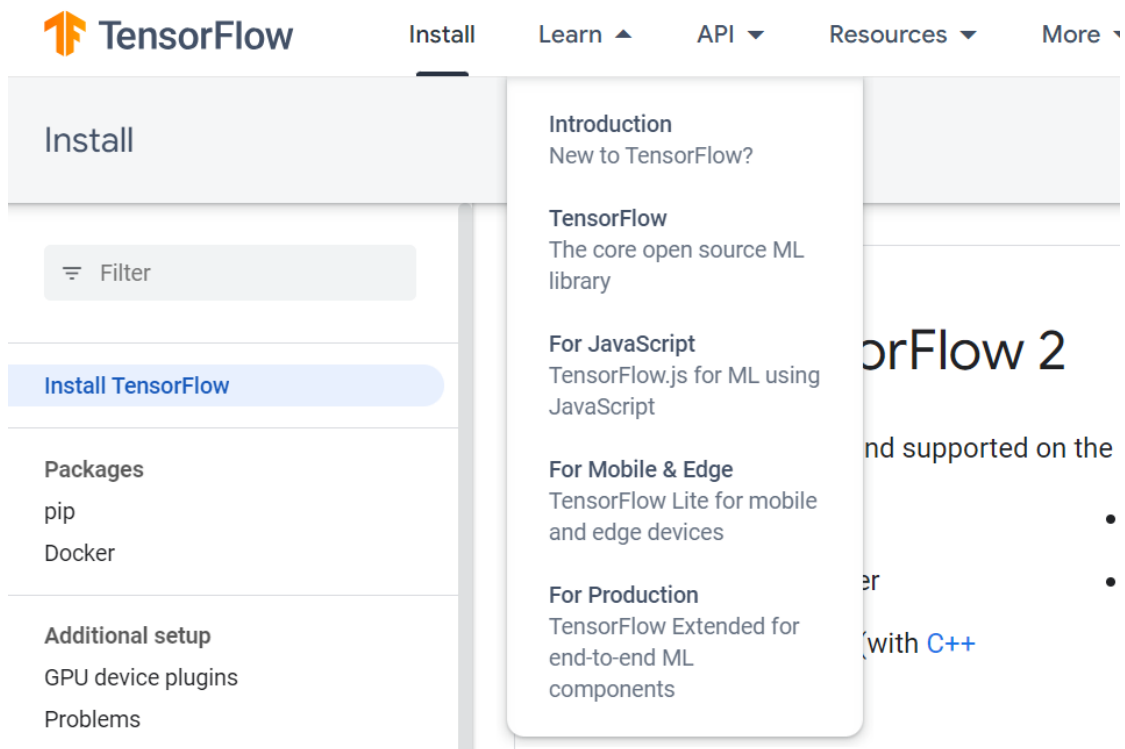 TensorFlow
Install
Learn
API
Resources
More
Install
Filter
Install TensorFlow
Packages
pip
Docker
Additional setup
GPU device plugins
Problems
Introduction
New to TensorFlow?
TensorFlow
The core open source ML
library
For JavaScript
TensorFlow.js for ML using
JavaScript
For Mobile & Edge
TensorFlow Lite for mobile
and edge devices
For Production
TensorFlow Extended for
end-to-end ML
components
orFlow 2
nd supported on the
er
(with C++